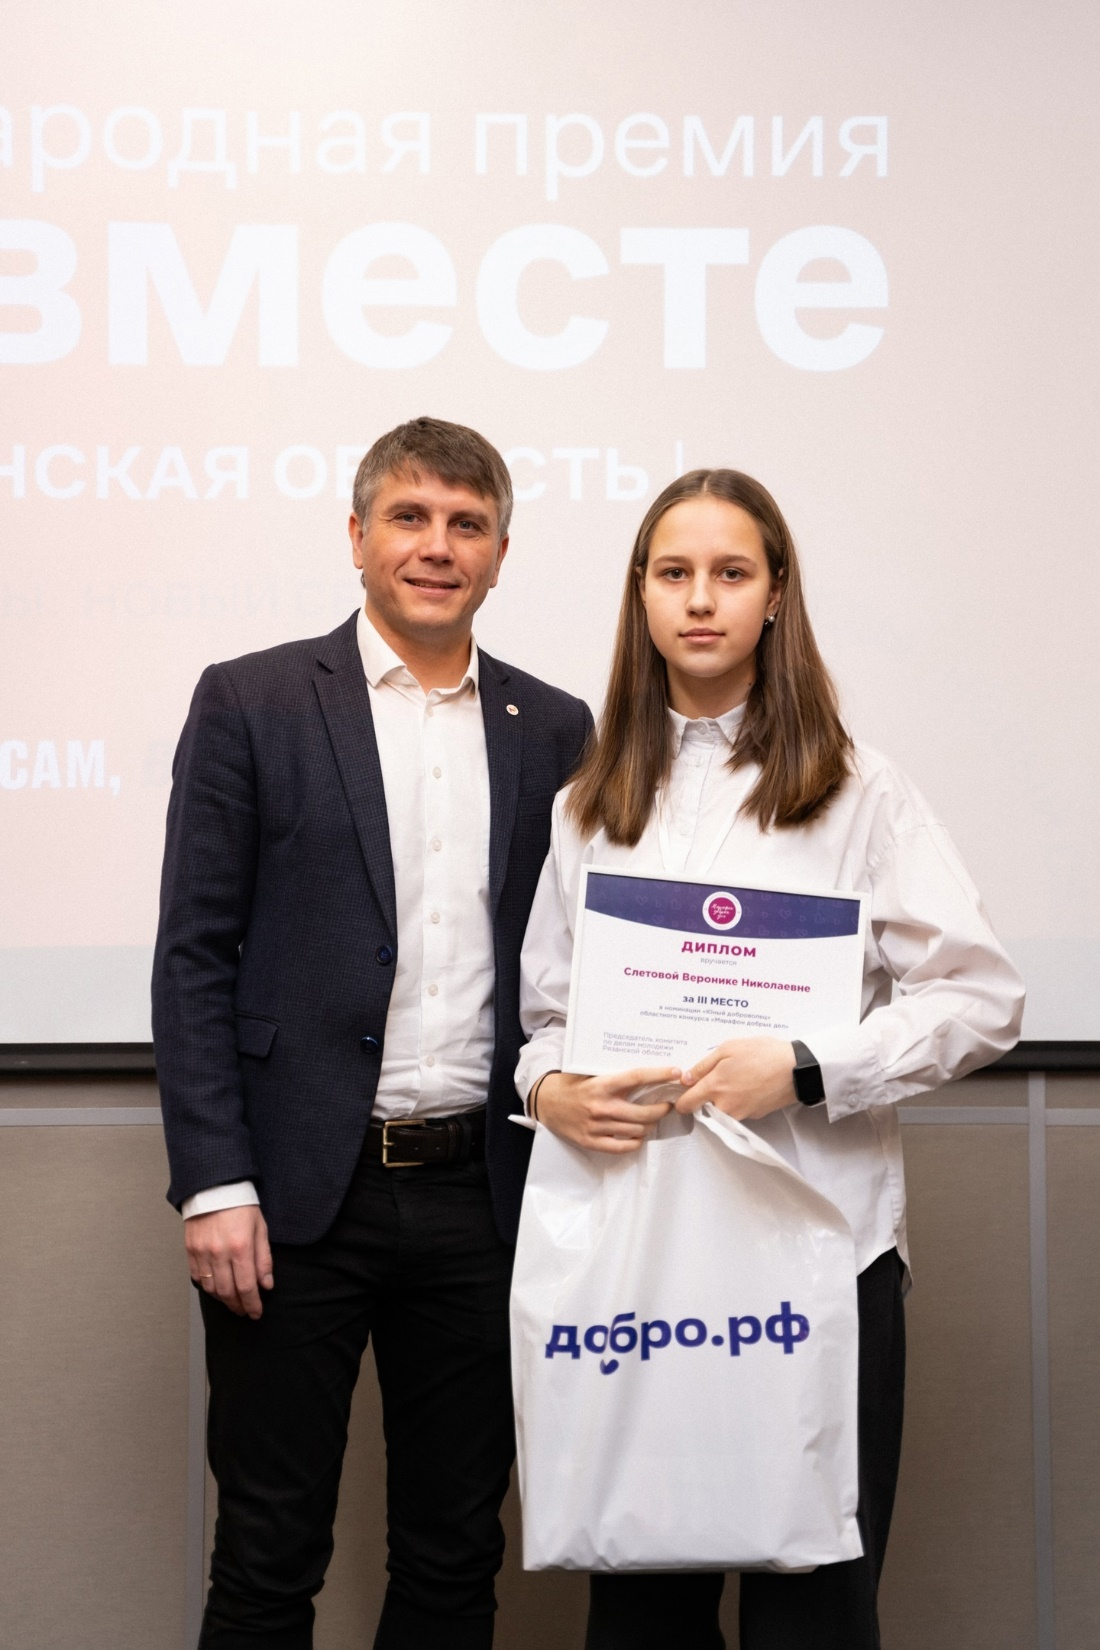 ародная премия
вместе
НСКАЯ ОБ СТЬ
САМ,
ДИПЛОМ
вручается
Слетовой Веронике Николаевне
за III МЕСТО
в номинации «Юный доброволец»
областного конкурса «Марафон добрых дел»
Председатель комитета
по делам молодёжи
Рязанской области
добро.рф